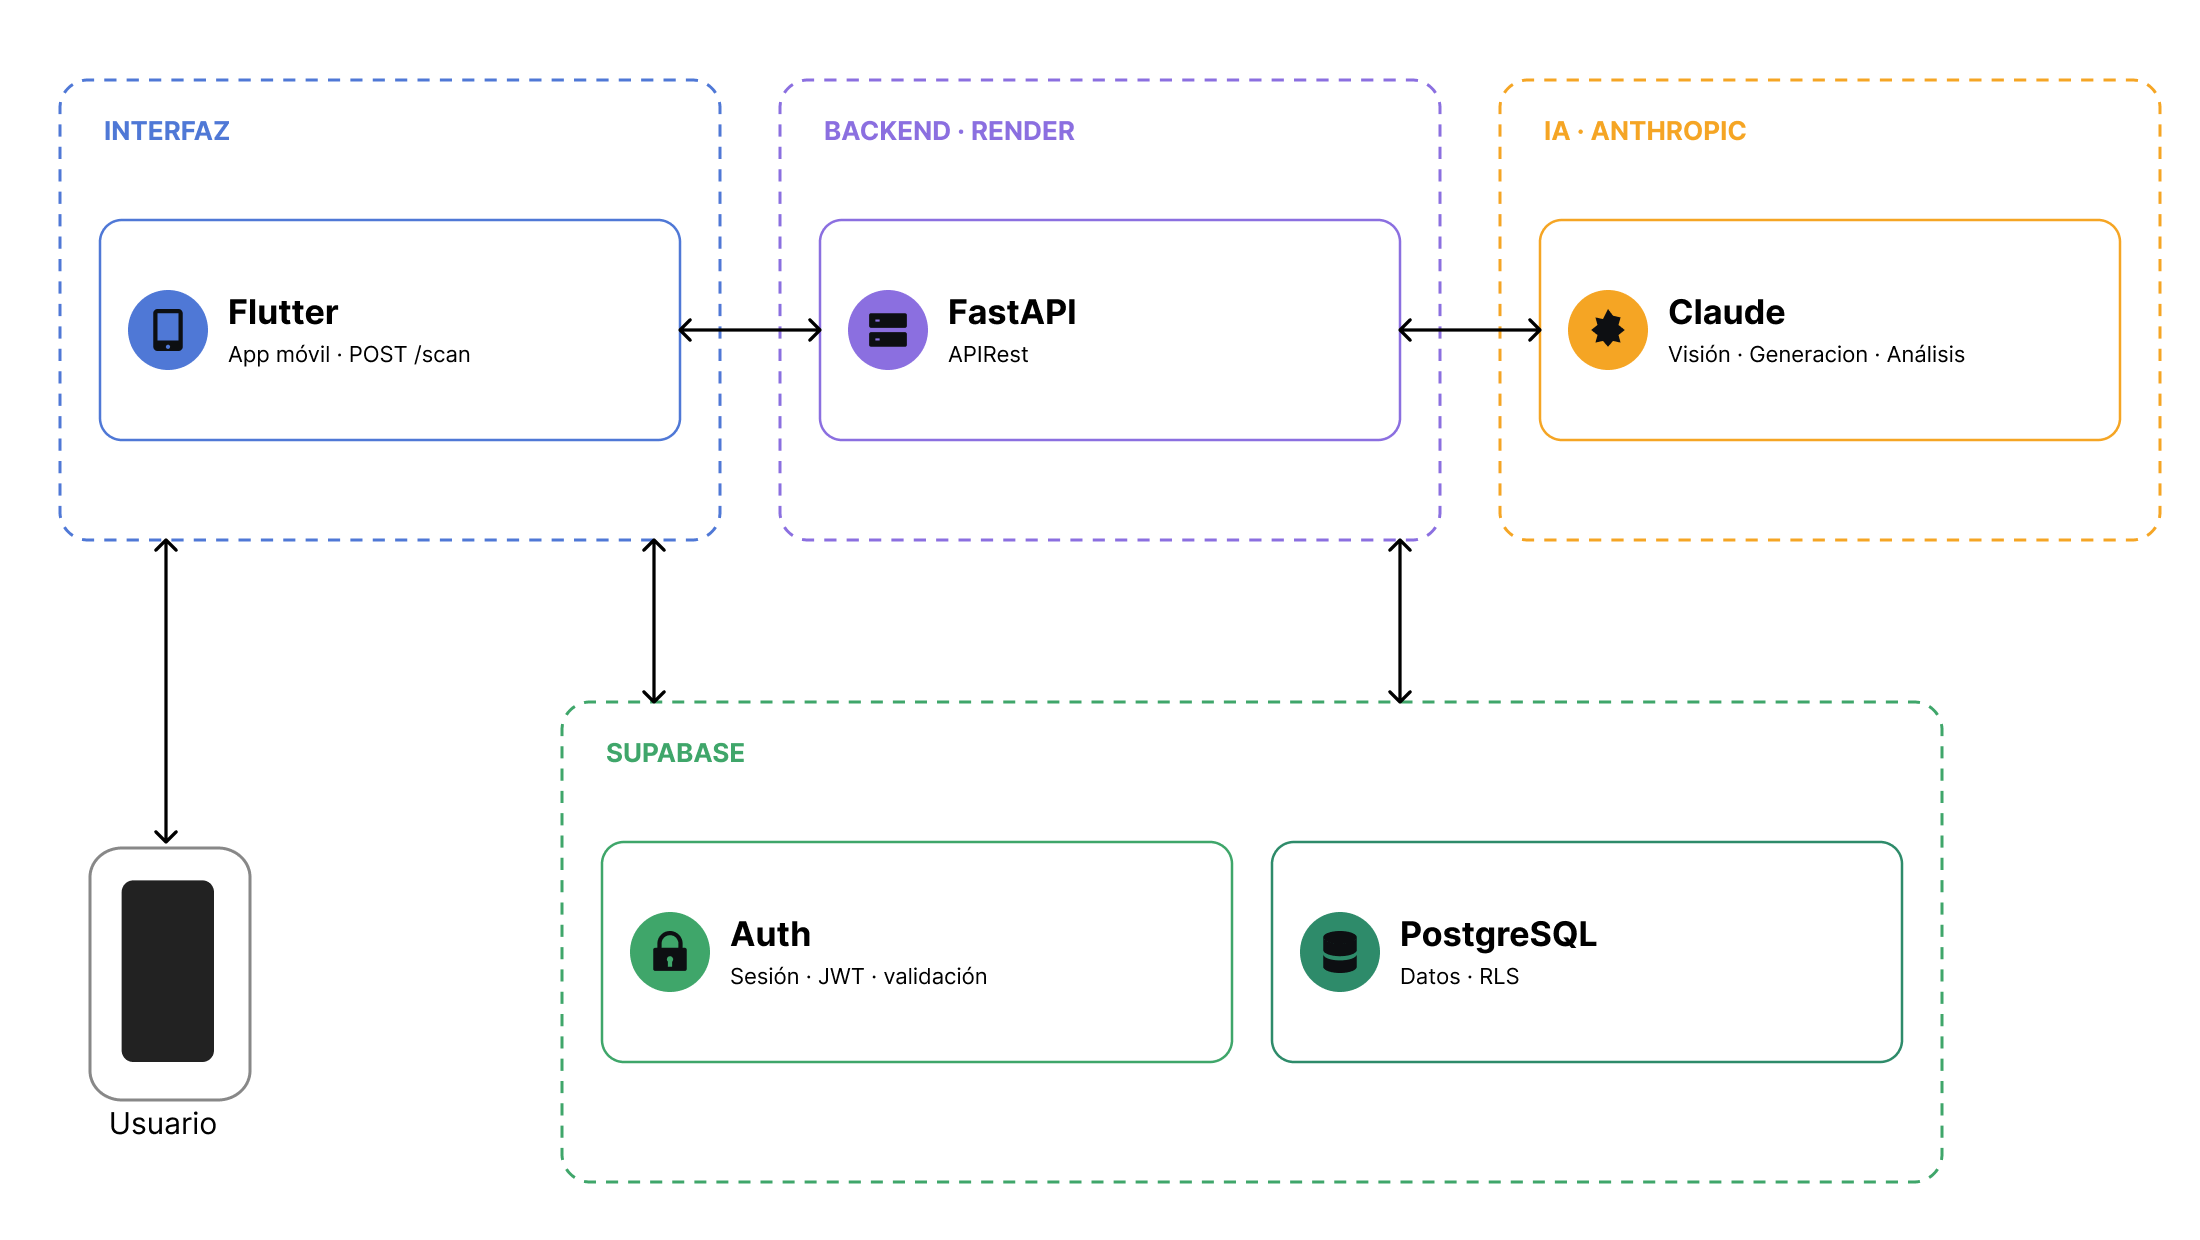 INTERFAZ
Flutter
App móvil · POST /scan
BACKEND · RENDER
FastAPI
APIRest
IA · ANTHROPIC
Claude
Visión · Generacion · Análisis
SUPABASE
Auth
Sesión · JWT · validación
PostgreSQL
Datos · RLS
Usuario